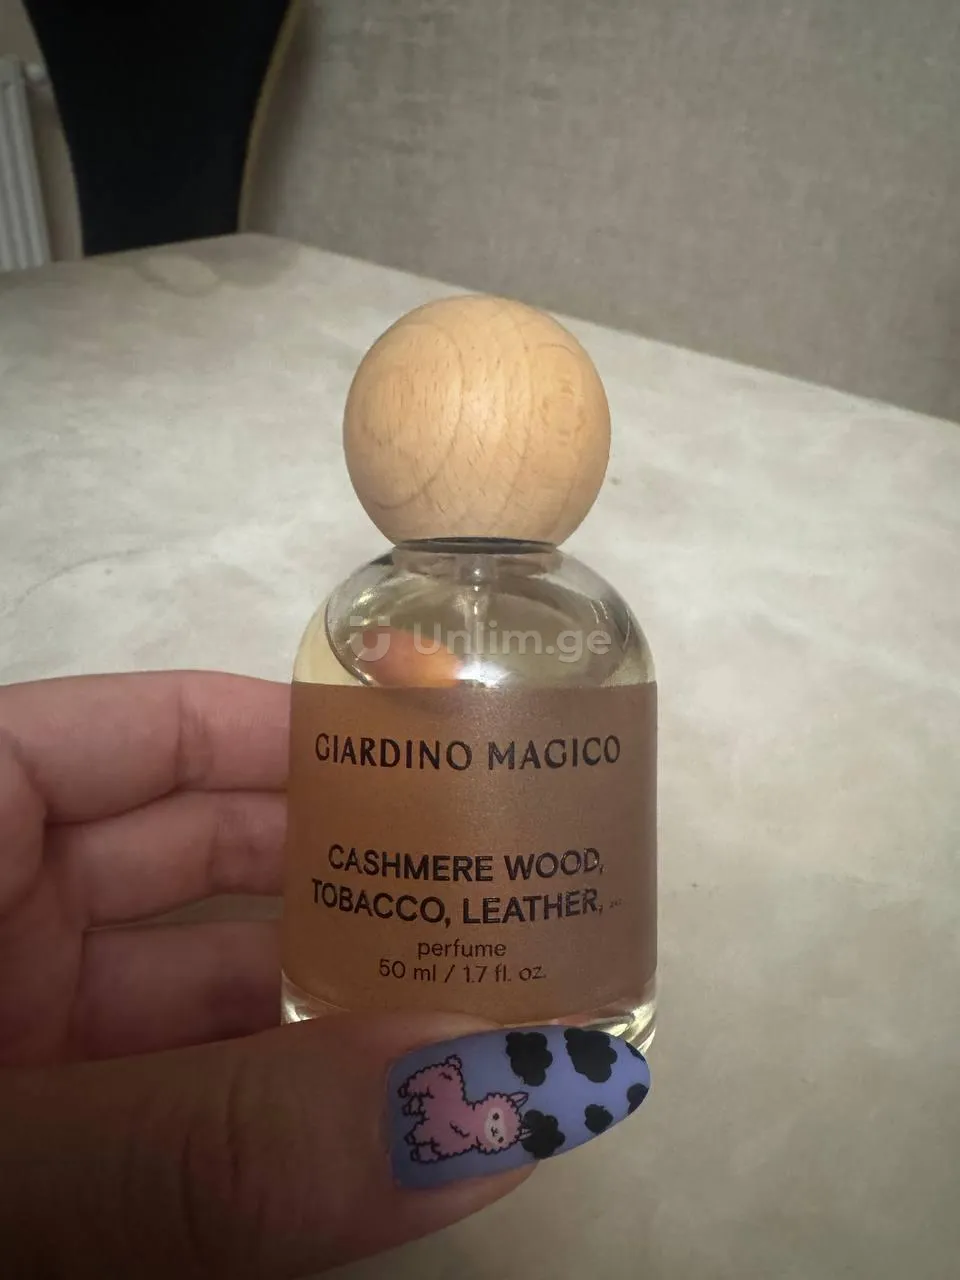 Unlim.ge
GIARDINO MAGICO
CASHMERE WOOD,
TOBACCO, LEATHER, ...
perfume
50 ml / 1.7 fl. oz.